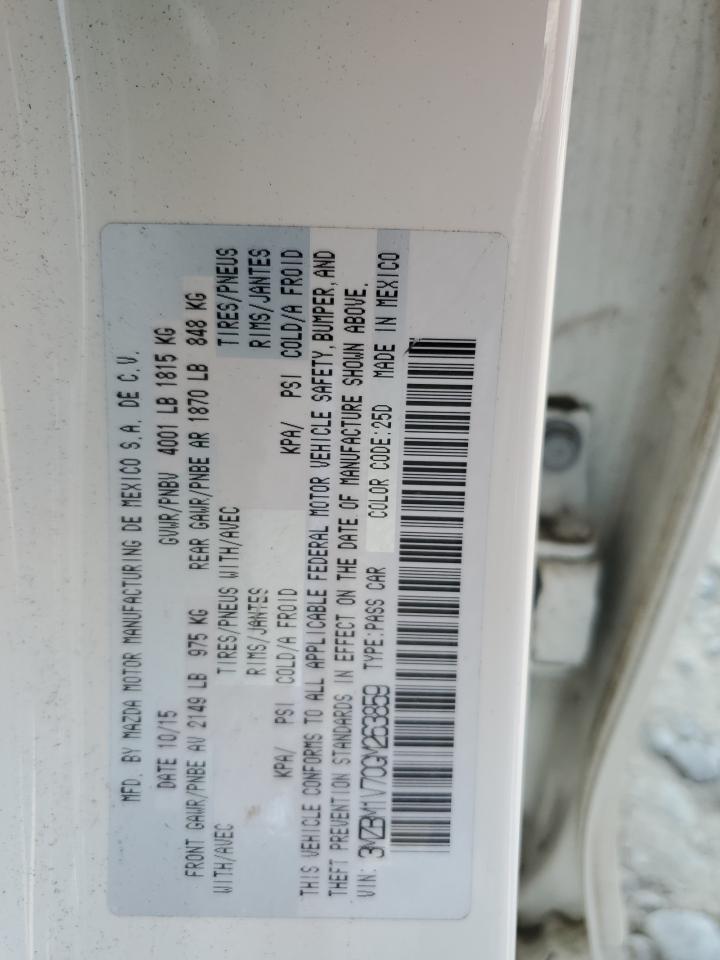 MFD. BY MAZDA MOTOR MANUFACTURING DE MEXICO S.A. DE C.V.
DATE 10/15 GVWR/PNBV 4001 LB 1815 KG
FRONT GAWR/PNBE AV 2149 LB 975 KG REAR GAWR/PNBE AR 1870 LB 848 KG
WITH/AVEC TIRES/PNEUS WITH/AVEC TIRES/PNEUS
RIMS/JANTES RIMS/JANTES
KPA/ PSI COLD/A FROID KPA/ PSI COLD/A FROID
THIS VEHICLE CONFORMS TO ALL APPLICABLE FEDERAL MOTOR VEHICLE SAFETY, BUMPER, AND
THEFT PREVENTION STANDARDS IN EFFECT ON THE DATE OF MANUFACTURE SHOWN ABOVE.
VIN: 3MZBM1V70GM263859 TYPE:PASS CAR COLOR CODE:25D MADE IN MEXICO